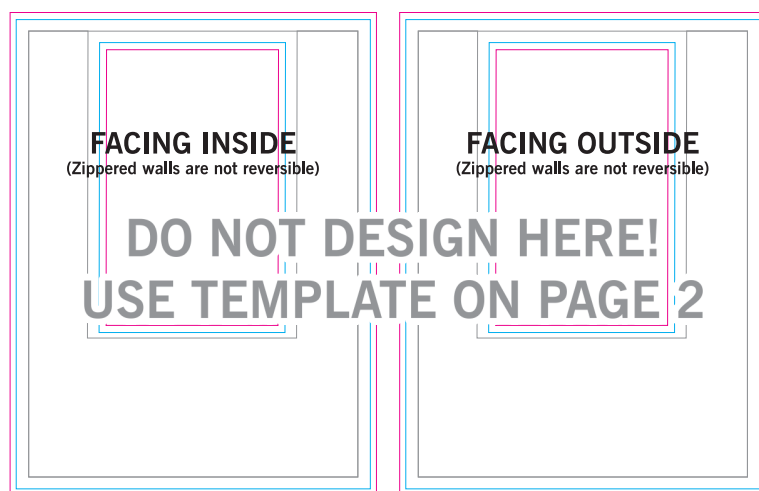 FACING INSIDE
(Zippered walls are not reversible)
FACING OUTSIDE
(Zippered walls are not reversible)
DO NOT DESIGN HERE!
USE TEMPLATE ON PAGE 2